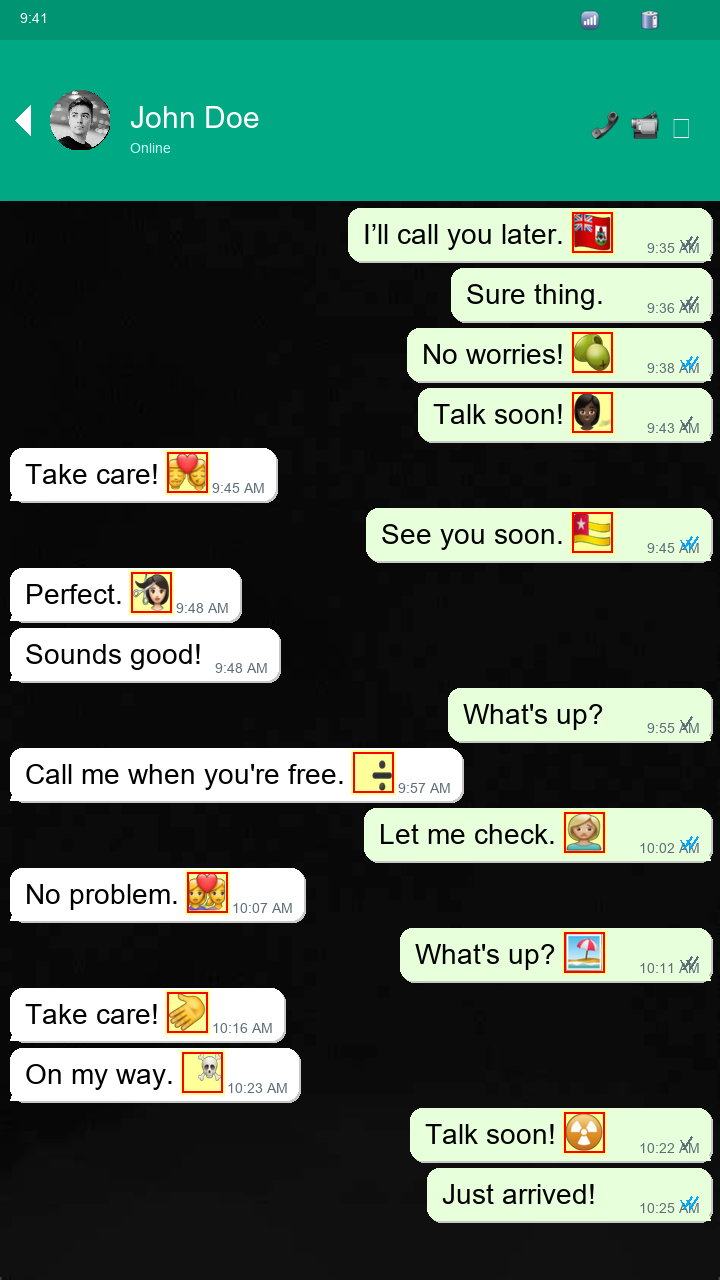 9:41
John Doe
Online
I’ll call you later. 🇧🇲 9:35 AM
Sure thing. 9:36 AM
No worries! 🫒 9:38 AM
Talk soon! 9:43 AM
Take care! 9:45 AM
See you soon. 🇹🇬 9:45 AM
Perfect. 9:48 AM
Sounds good! 9:48 AM
What's up? 9:55 AM
Call me when you're free. ➗ 9:57 AM
Let me check. 10:02 AM
No problem. 10:07 AM
What's up? 🏖 10:11 AM
Take care! 10:16 AM
On my way. ☠ 10:23 AM
Talk soon! ☢ 10:22 AM
Just arrived! 10:25 AM